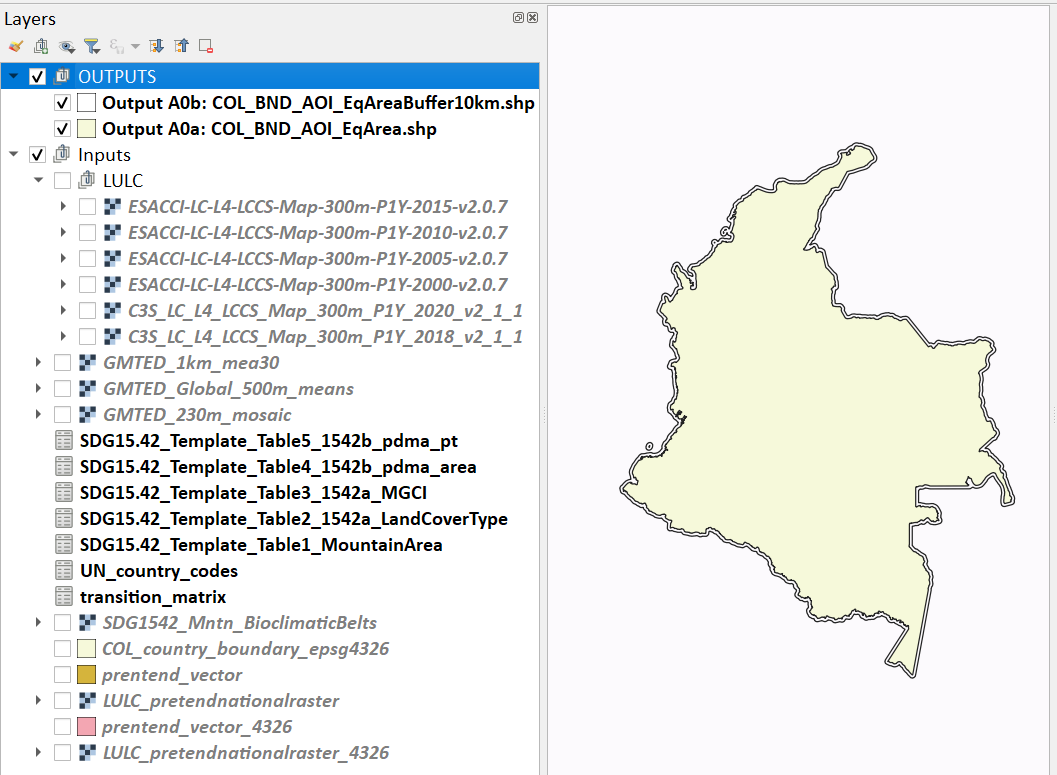 Layers
OUTPUTS
Output A0b: COL_BND_AOI_EqAreaBuffer10km.shp
Output A0a: COL_BND_AOI_EqArea.shp
Inputs
LULC
ESACCI-LC-L4-LCCS-Map-300m-P1Y-2015-v2.0.7
ESACCI-LC-L4-LCCS-Map-300m-P1Y-2010-v2.0.7
ESACCI-LC-L4-LCCS-Map-300m-P1Y-2005-v2.0.7
ESACCI-LC-L4-LCCS-Map-300m-P1Y-2000-v2.0.7
C3S_LC_L4_LCCS_Map_300m_P1Y_2020_v2_1_1
C3S_LC_L4_LCCS_Map_300m_P1Y_2018_v2_1_1
GMTED_1km_mea30
GMTED_Global_500m_means
GMTED_230m_mosaic
SDG15.42_Template_Table5_1542b_pdma_pt
SDG15.42_Template_Table4_1542b_pdma_area
SDG15.42_Template_Table3_1542a_MGCI
SDG15.42_Template_Table2_1542a_LandCoverType
SDG15.42_Template_Table1_MountainArea
UN_country_codes
transition_matrix
SDG1542_Mntn_BioclimaticBelts
COL_country_boundary_epsg4326
prentend_vector
LULC_pretendnationalraster
prentend_vector_4326
LULC_pretendnationalraster_4326